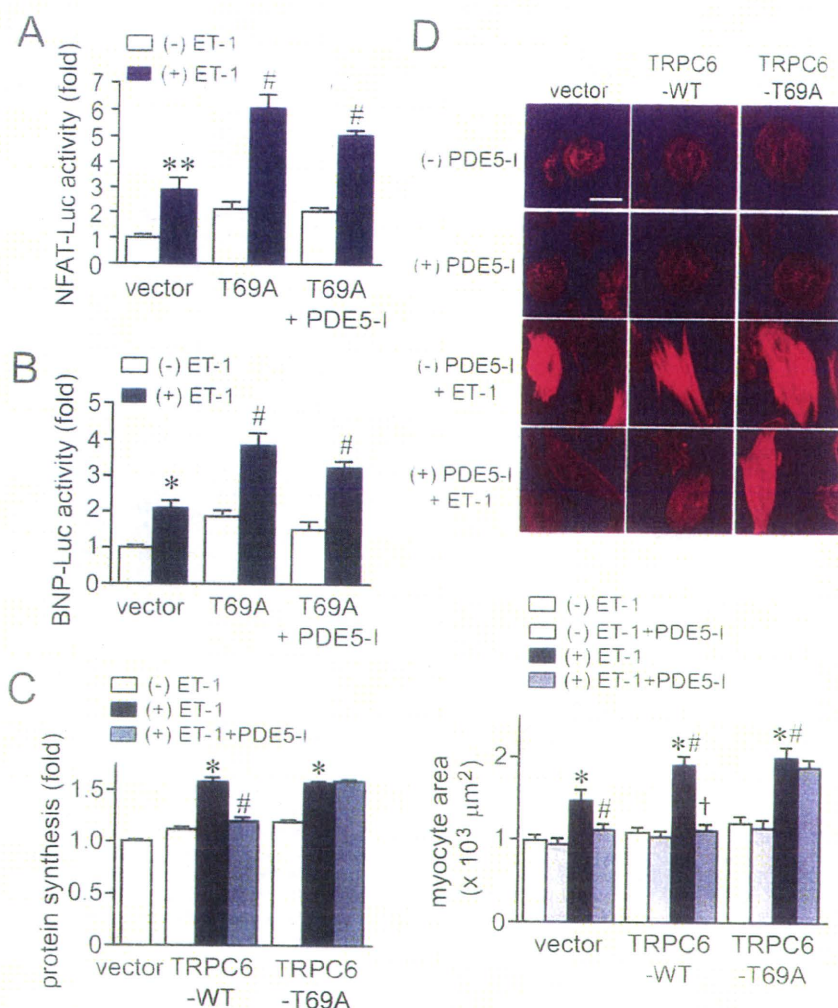 A
(-) ET-1
(+) ET-1
NFAT-Luc activity (fold)
7
6
5
4
3
2
1
0
**
#
#
vector
T69A
T69A
+ PDE5-I
B
(-) ET-1
(+) ET-1
BNP-Luc activity (fold)
5
4
3
2
1
0
*
#
#
vector
T69A
T69A
+ PDE5-I
C
(-) ET-1
(+) ET-1
(+) ET-1+PDE5-I
protein synthesis (fold)
1.5
1.0
0.5
0
*
#
*
vector
TRPC6
-WT
TRPC6
-T69A
D
vector
TRPC6
-WT
TRPC6
-T69A
(-) PDE5-I
(+) PDE5-I
(-) PDE5-I
+ ET-1
(+) PDE5-I
+ ET-1
(-) ET-1
(-) ET-1+PDE5-I
(+) ET-1
(+) ET-1+PDE5-I
myocyte area
(x 10³ μm²)
2
1
0
*
#
*#
†
*#
vector
TRPC6
-WT
TRPC6
-T69A